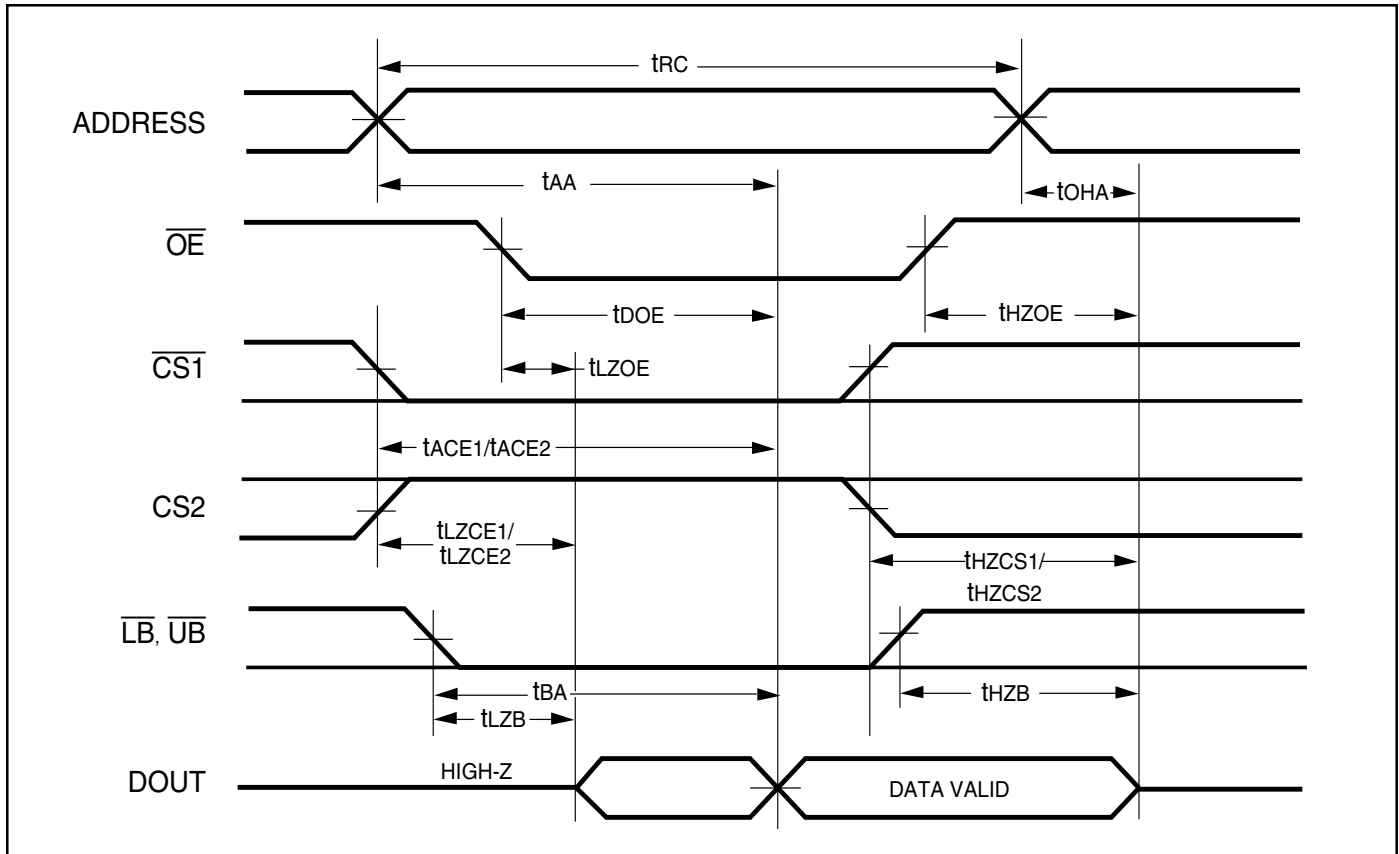 tRC
ADDRESS
tAA
tOHA
OE
tDOE
tHZOE
CS1
tLZOE
tACE1/tACE2
CS2
tLZCE1/
tLZCE2
tHZCS1/
tHZCS2
LB, UB
tBA
tHZB
tLZB
HIGH-Z
DOUT
DATA VALID